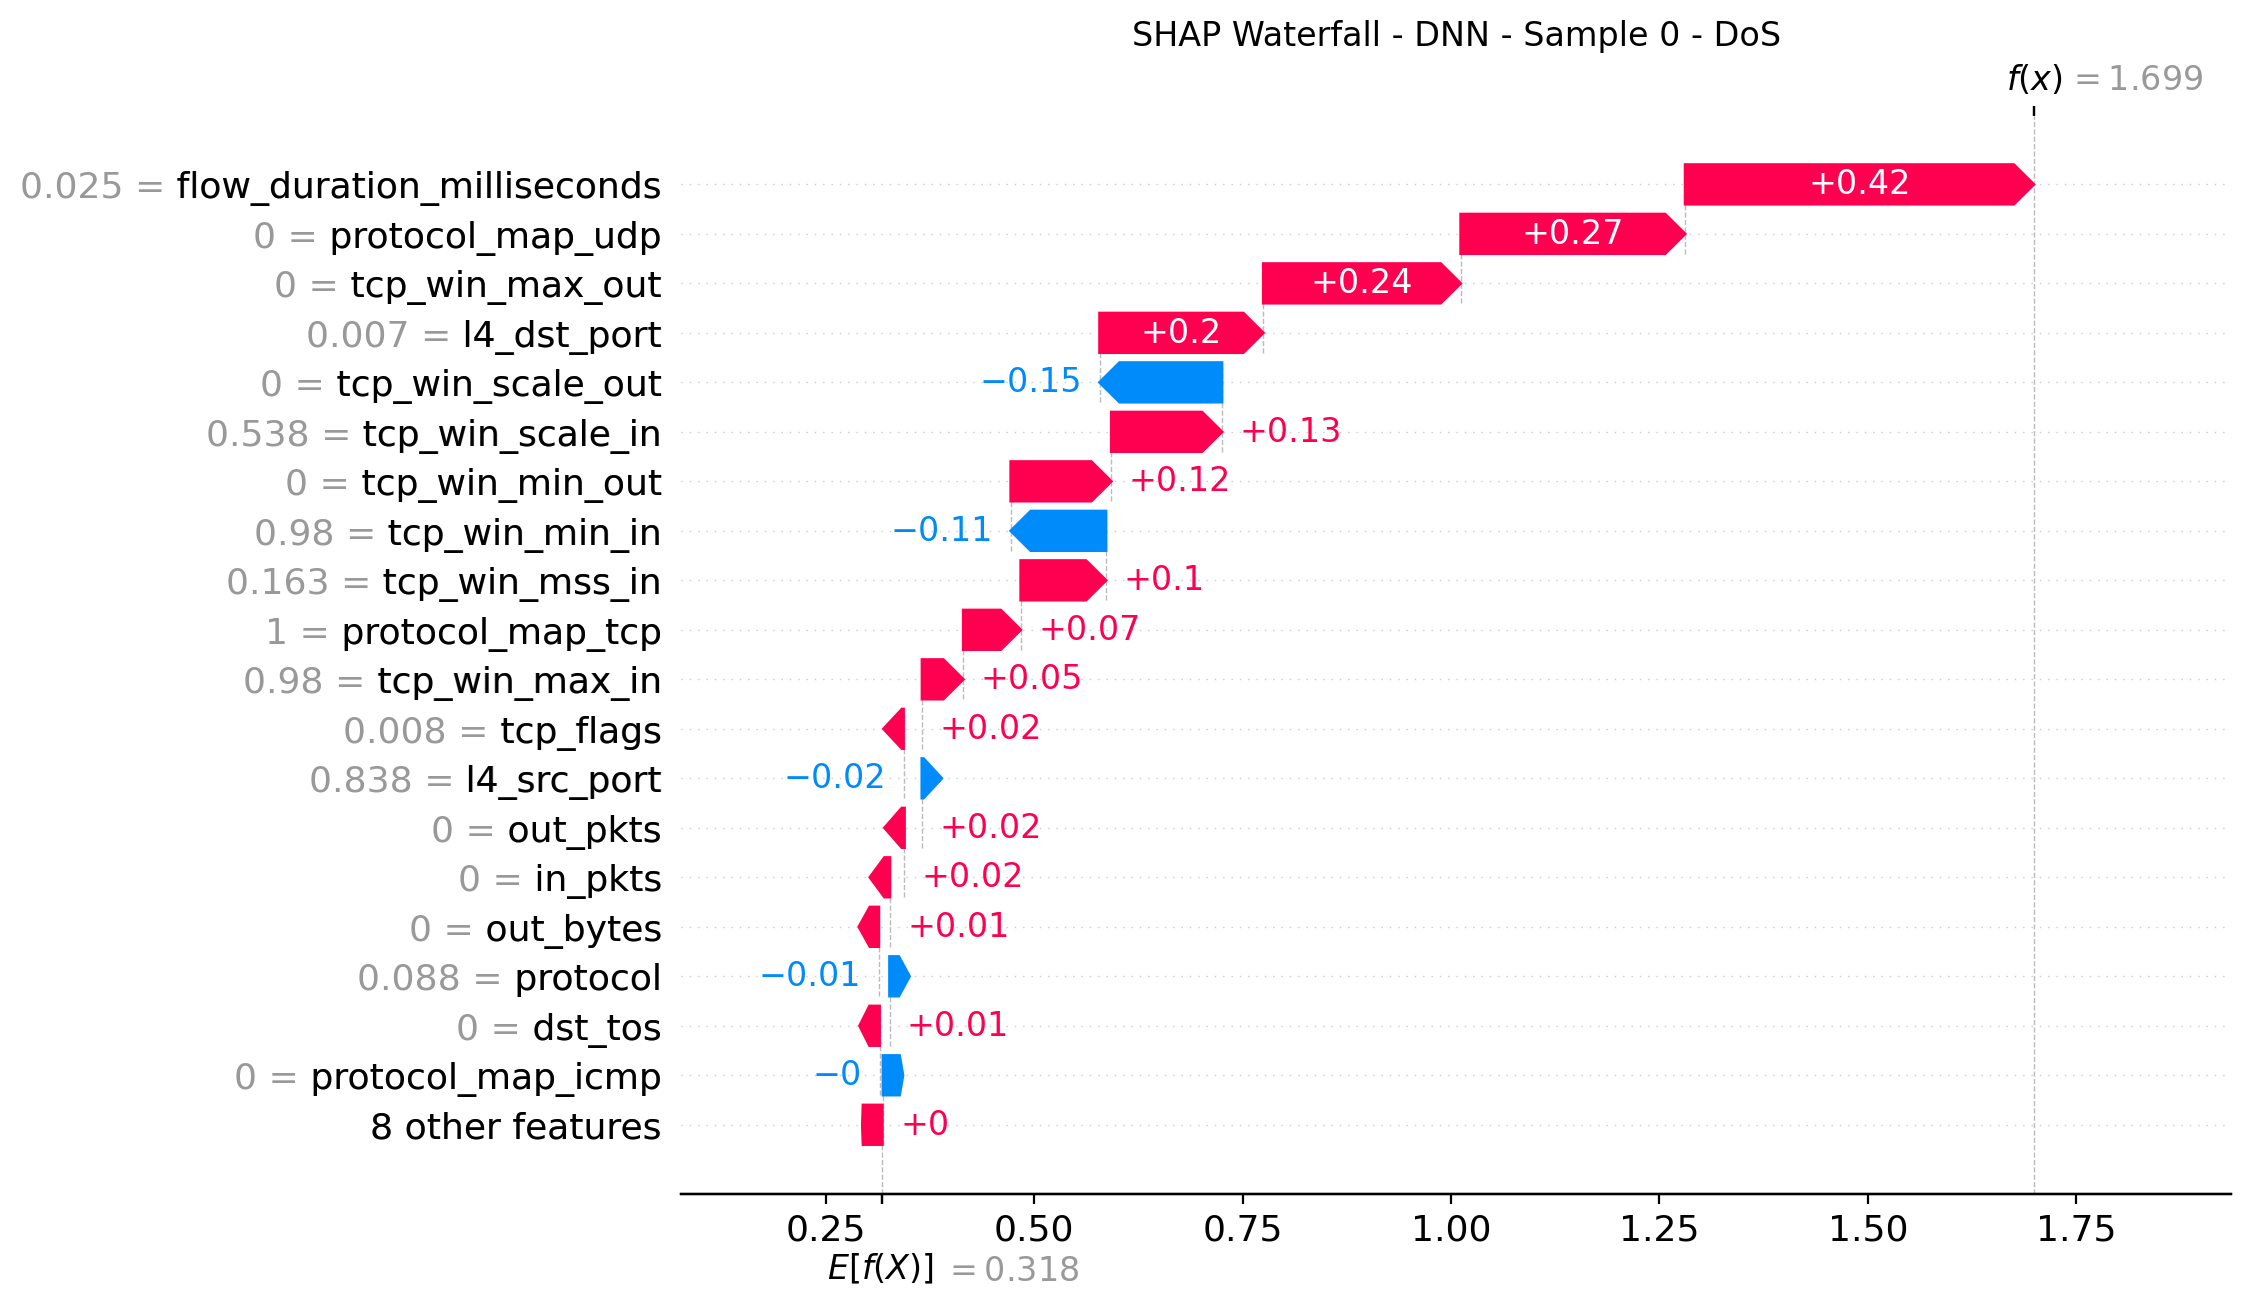 SHAP Waterfall - DNN - Sample 0 - DoS
f(x) = 1.699
0.025 = flow_duration_milliseconds +0.42
0 = protocol_map_udp +0.27
0 = tcp_win_max_out +0.24
0.007 = l4_dst_port +0.2
0 = tcp_win_scale_out −0.15
0.538 = tcp_win_scale_in +0.13
0 = tcp_win_min_out +0.12
0.98 = tcp_win_min_in −0.11
0.163 = tcp_win_mss_in +0.1
1 = protocol_map_tcp +0.07
0.98 = tcp_win_max_in +0.05
0.008 = tcp_flags +0.02
0.838 = l4_src_port −0.02
0 = out_pkts +0.02
0 = in_pkts +0.02
0 = out_bytes +0.01
0.088 = protocol −0.01
0 = dst_tos +0.01
0 = protocol_map_icmp −0
8 other features +0
0.25 0.50 0.75 1.00 1.25 1.50 1.75
E[f(X)] = 0.318